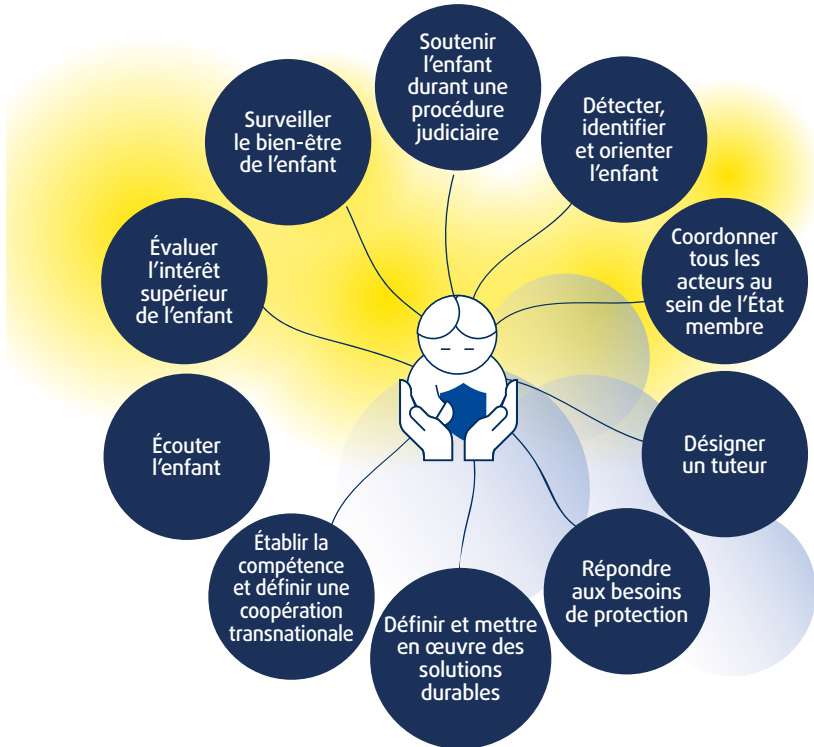 Soutenir
l’enfant
durant une
procédure
judiciaire
Détecter,
identifier
et orienter
l’enfant
Coordonner
tous les
acteurs au
sein de l’État
membre
Désigner
un tuteur
Répondre
aux besoins
de protection
Définir et mettre
en œuvre des
solutions
durables
Établir la
compétence
et définir une
coopération
transnationale
Écouter
l’enfant
Évaluer
l’intérêt
supérieur
de l’enfant
Surveiller
le bien-être
de l’enfant